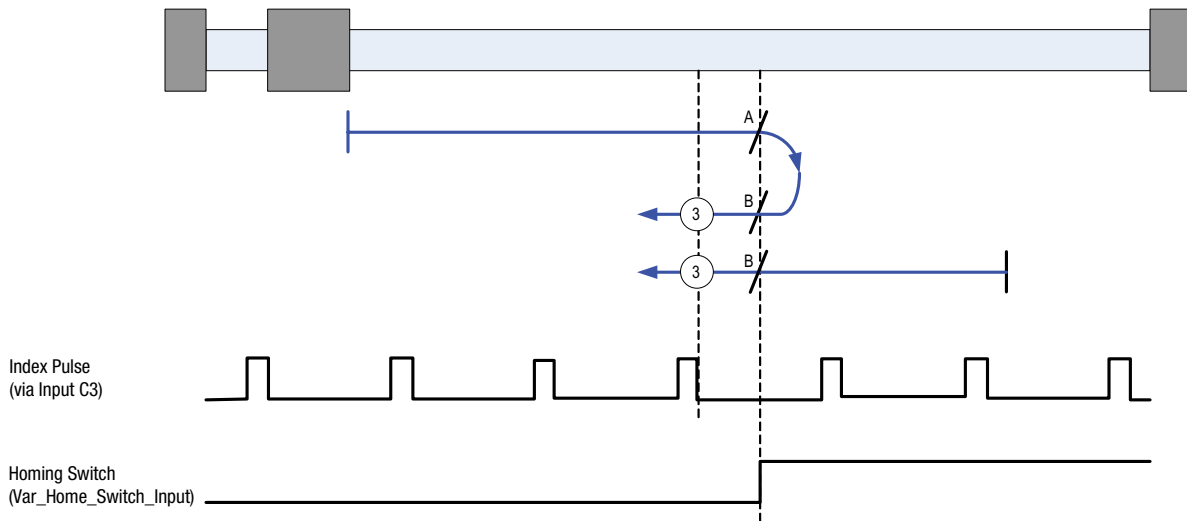 A
B
3
B
3
Index Pulse
(via Input C3)
Homing Switch
(Var_Home_Switch_Input)